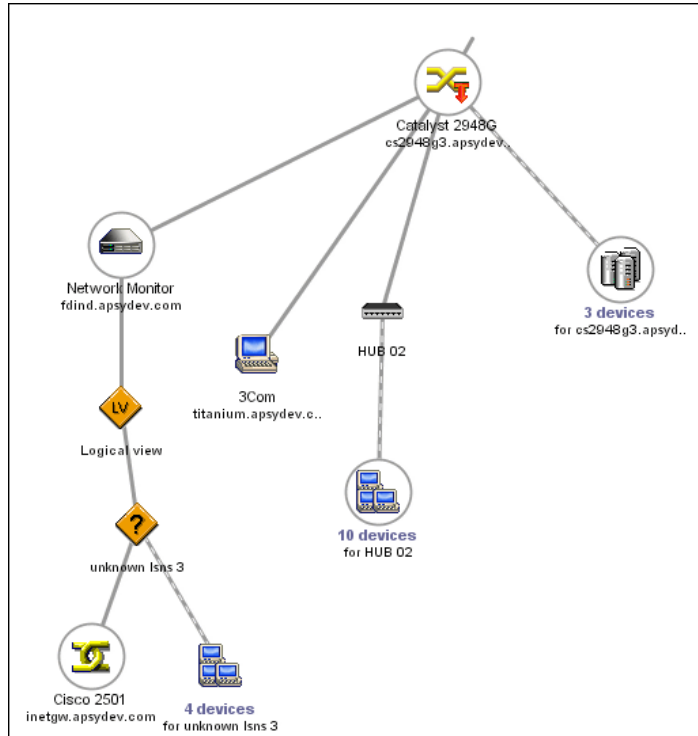 Catalyst 2948G
cs2948g3.apsydev..
Network Monitor
fdind.apsydev.com
3 devices
for cs2948g3.apsyd..
HUB 02
3Com
titanium.apsydev.c..
LV
Logical view
?
unknown lsns 3
10 devices
for HUB 02
Cisco 2501
inetgw.apsydev.com
4 devices
for unknown lsns 3